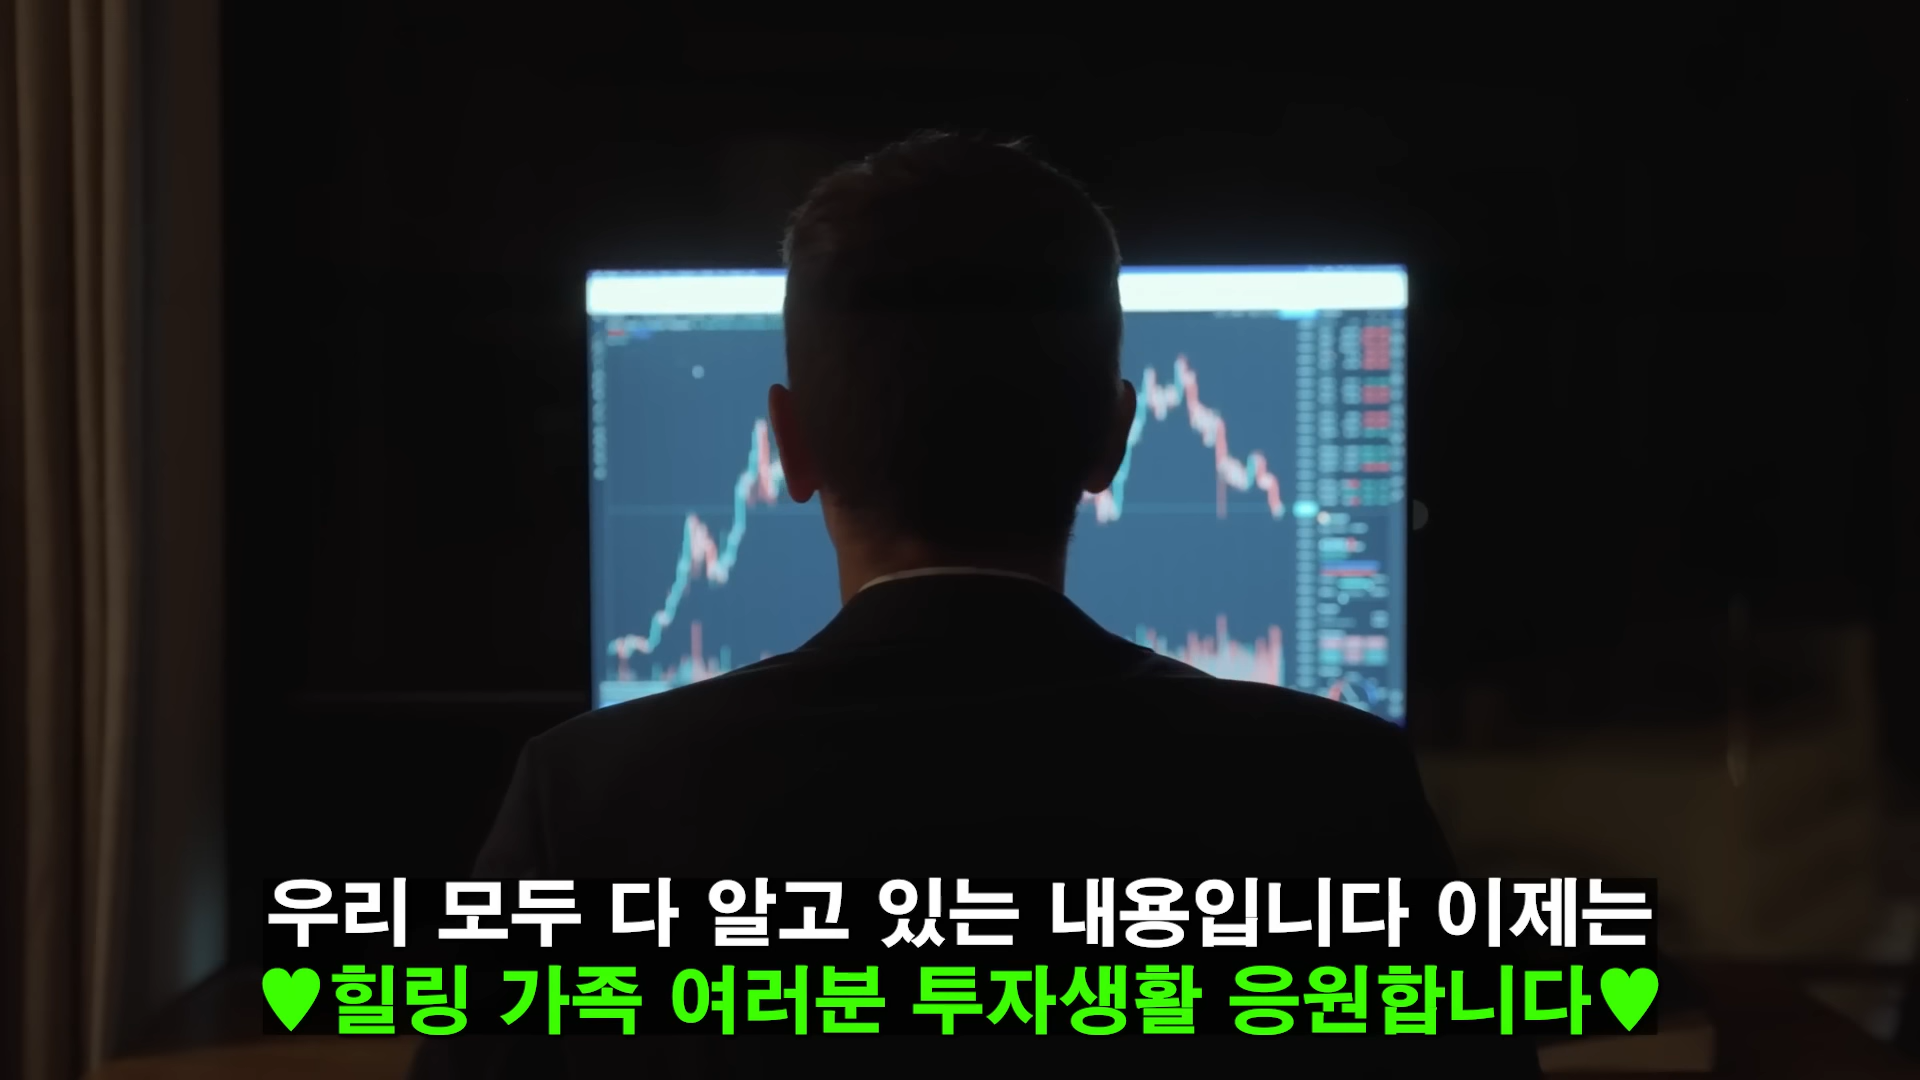 우리 모두 다 알고 있는 내용입니다 이제는
♥힐링 가족 여러분 투자생활 응원합니다♥